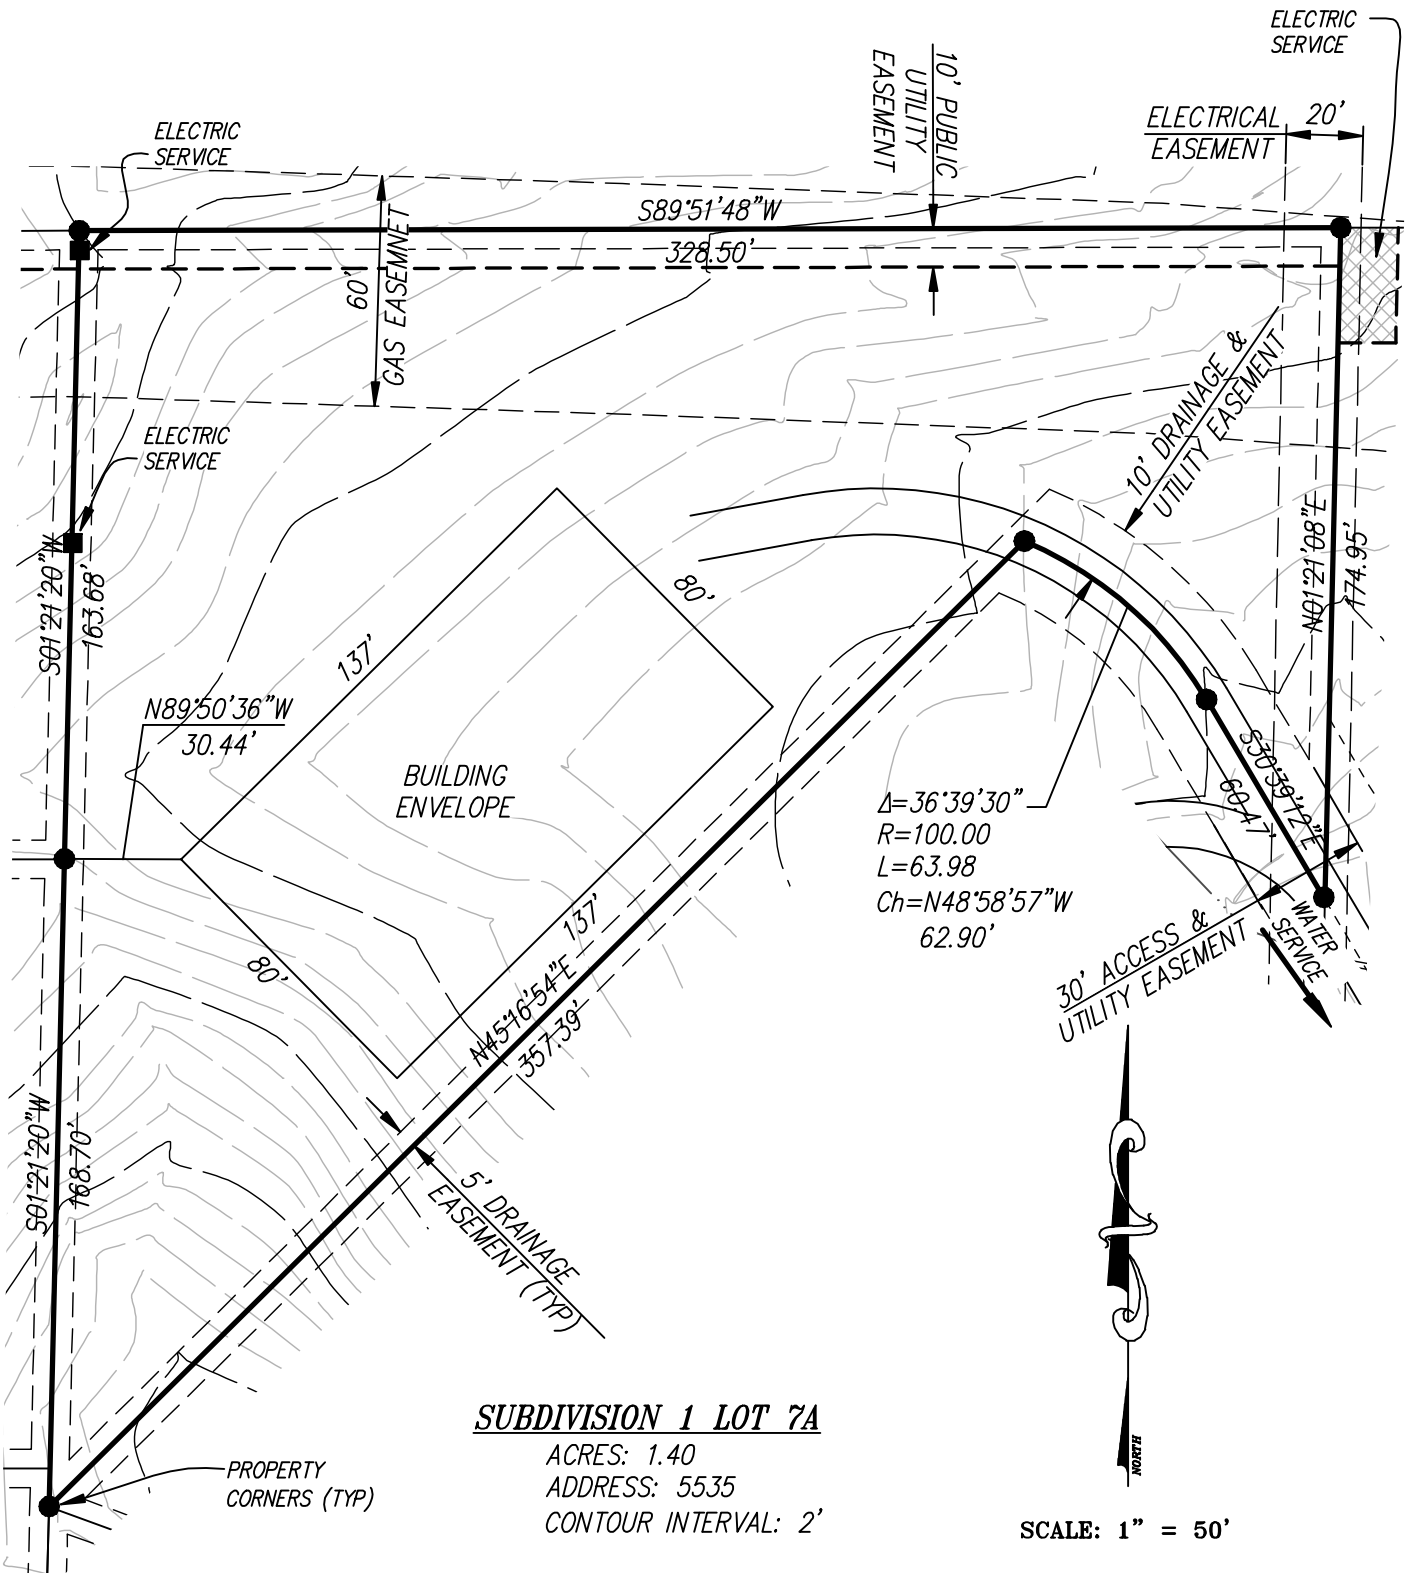 ELECTRIC
SERVICE
10' PUBLIC
UTILITY
EASEMENT
ELECTRICAL
EASEMENT
20'
ELECTRIC
SERVICE
S89°51'48"W
328.50'
60'
GAS EASEMNET
10' DRAINAGE &
UTILITY EASEMENT
ELECTRIC
SERVICE
S01°21'20"W
163.68'
N01°21'08"E
174.95'
137'
80'
N89°50'36"W
30.44'
BUILDING
ENVELOPE
S30°39'12"E
60.47'
Δ=36°39'30"
R=100.00
L=63.98
Ch=N48°58'57"W
62.90'
137'
80'
N45°16'54"E
357.39'
30' ACCESS &
UTILITY EASEMENT
WATER
SERVICE
S01°21'20"W
168.70'
5' DRAINAGE
EASEMENT (TYP)
PROPERTY
CORNERS (TYP)
SUBDIVISION 1 LOT 7A
ACRES: 1.40
ADDRESS: 5535
CONTOUR INTERVAL: 2'
NORTH
SCALE: 1" = 50'